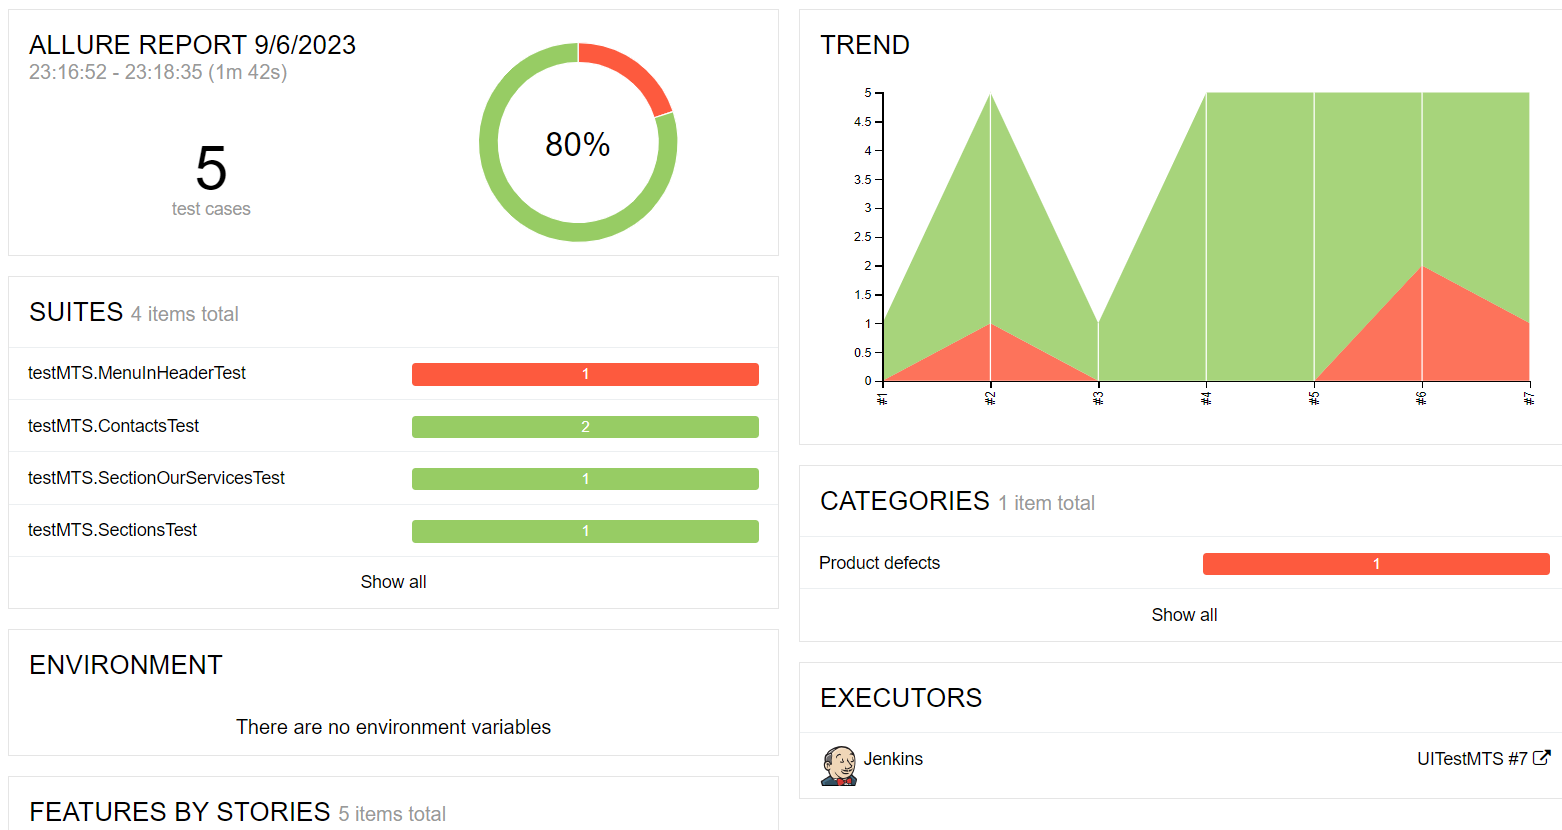 ALLURE REPORT 9/6/2023
23:16:52 - 23:18:35 (1m 42s)
5
test cases
80%
SUITES 4 items total
testMTS.MenuInHeaderTest 1
testMTS.ContactsTest 2
testMTS.SectionOurServicesTest 1
testMTS.SectionsTest 1
Show all
ENVIRONMENT
There are no environment variables
FEATURES BY STORIES 5 items total
TREND
5
4.5
4
3.5
3
2.5
2
1.5
1
0.5
0
#1 #2 #3 #4 #5 #6 #7
CATEGORIES 1 item total
Product defects 1
Show all
EXECUTORS
Jenkins UITestMTS #7